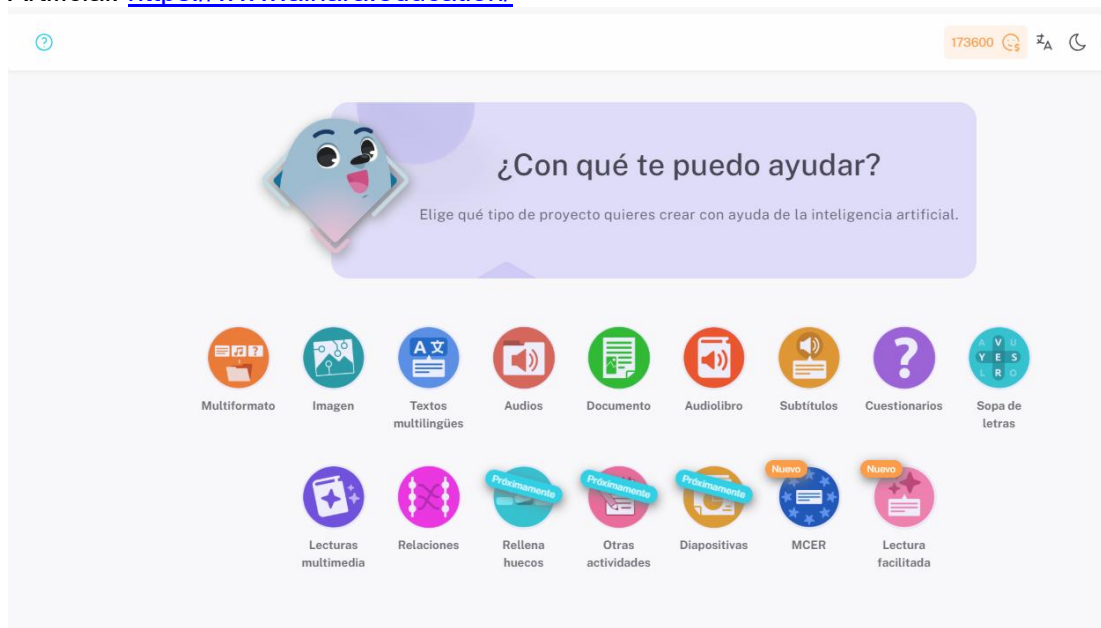 173600
¿Con qué te puedo ayudar?
Elige qué tipo de proyecto quieres crear con ayuda de la inteligencia artificial.
A V U
Y E S
L R O
Multiformato
Imagen
Textos
multilingües
Audios
Documento
Audiolibro
Subtítulos
Cuestionarios
Sopa de
letras
Próximamente
Próximamente
Próximamente
Nuevo
Nuevo
Lecturas
multimedia
Relaciones
Rellena
huecos
Otras
actividades
Diapositivas
MCER
Lectura
facilitada